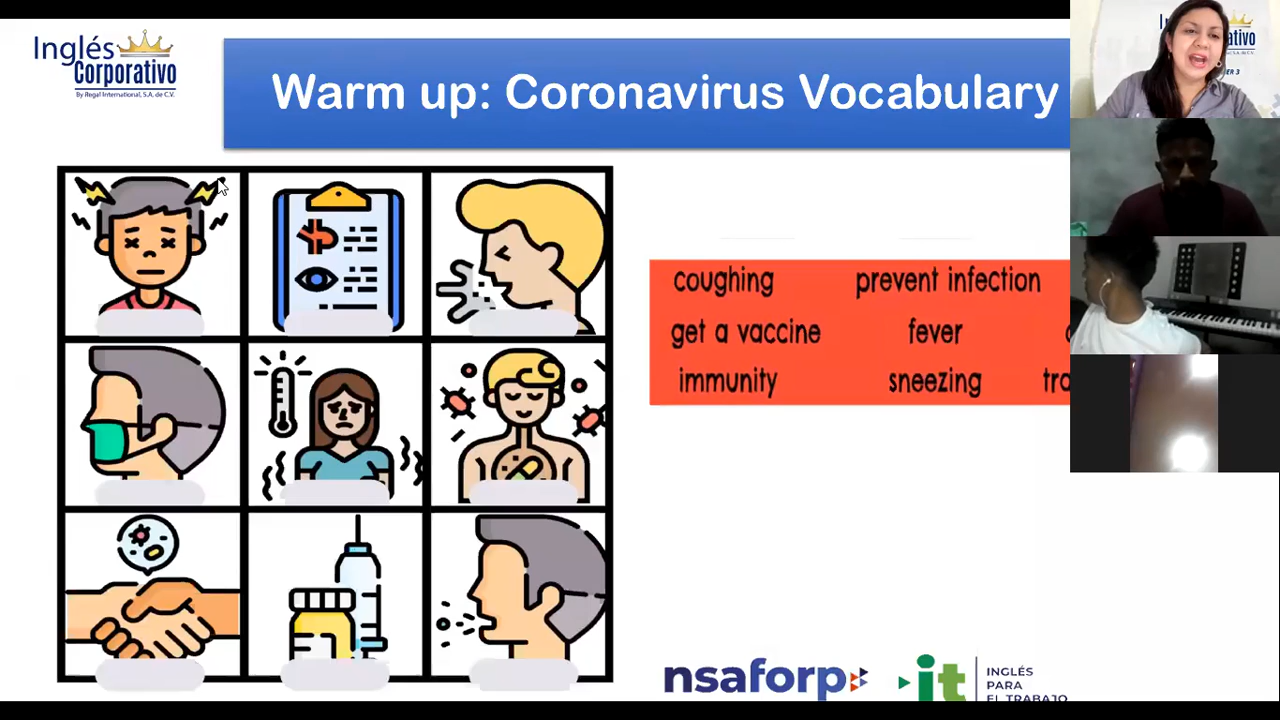 Inglés
Corporativo
By Regal International, S.A. de C.V.
Warm up: Coronavirus Vocabulary
coughing prevent infection
get a vaccine fever
immunity sneezing tra
nsaforp it
INGLÉS
PARA
EL TRABAJO